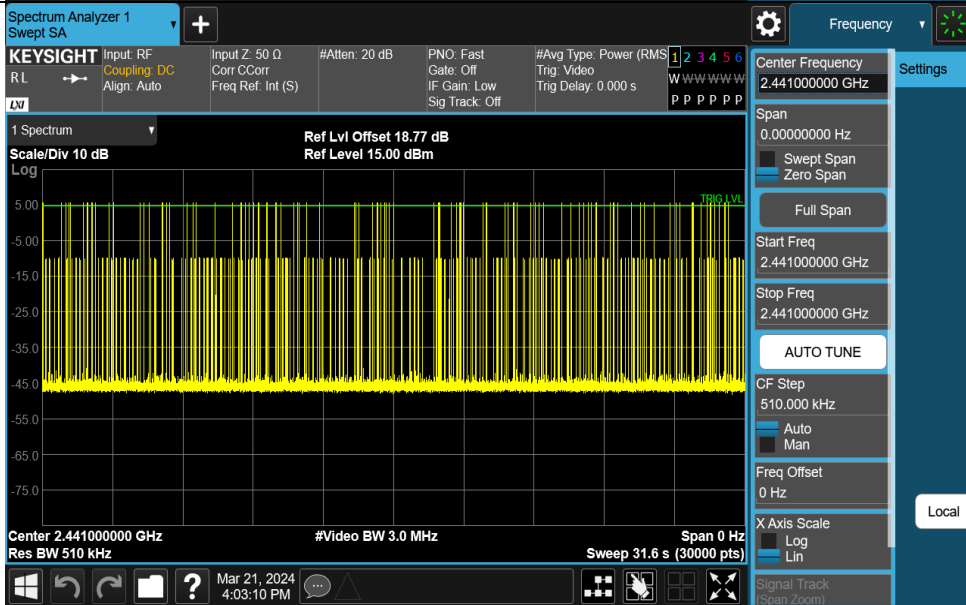 Spectrum Analyzer 1
Swept SA
+
Frequency
KEYSIGHT
RL
LXI
Input: RF
Coupling: DC
Align: Auto
Input Z: 50 Ω
Corr CCorr
Freq Ref: Int (S)
#Atten: 20 dB
PNO: Fast
Gate: Off
IF Gain: Low
Sig Track: Off
#Avg Type: Power (RMS
Trig: Video
Trig Delay: 0.000 s
1 2 3 4 5 6
W W W W W W
P P P P P P
1 Spectrum
Scale/Div 10 dB
Log
Ref Lvl Offset 18.77 dB
Ref Level 15.00 dBm
TRIG LVL
5.00
-5.00
-15.0
-25.0
-35.0
-45.0
-55.0
-65.0
-75.0
Center 2.441000000 GHz
Res BW 510 kHz
#Video BW 3.0 MHz
Span 0 Hz
Sweep 31.6 s (30000 pts)
Center Frequency
2.441000000 GHz
Span
0.00000000 Hz
Swept Span
Zero Span
Full Span
Start Freq
2.441000000 GHz
Stop Freq
2.441000000 GHz
AUTO TUNE
CF Step
510.000 kHz
Auto
Man
Freq Offset
0 Hz
X Axis Scale
Log
Lin
Signal Track
(Span Zoom)
Settings
Local
?
Mar 21, 2024
4:03:10 PM